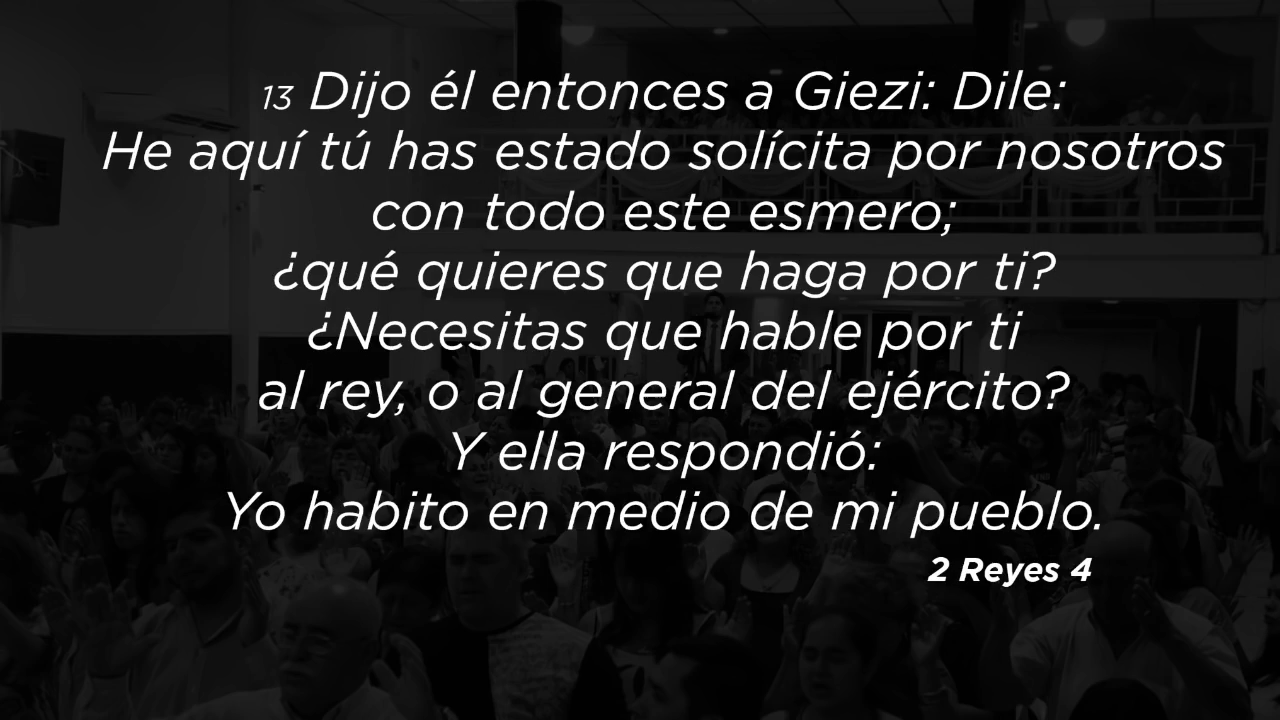 13 Dijo él entonces a Giezi: Dile:
He aquí tú has estado solícita por nosotros
con todo este esmero;
¿qué quieres que haga por ti?
¿Necesitas que hable por ti
al rey, o al general del ejército?
Y ella respondió:
Yo habito en medio de mi pueblo.
2 Reyes 4